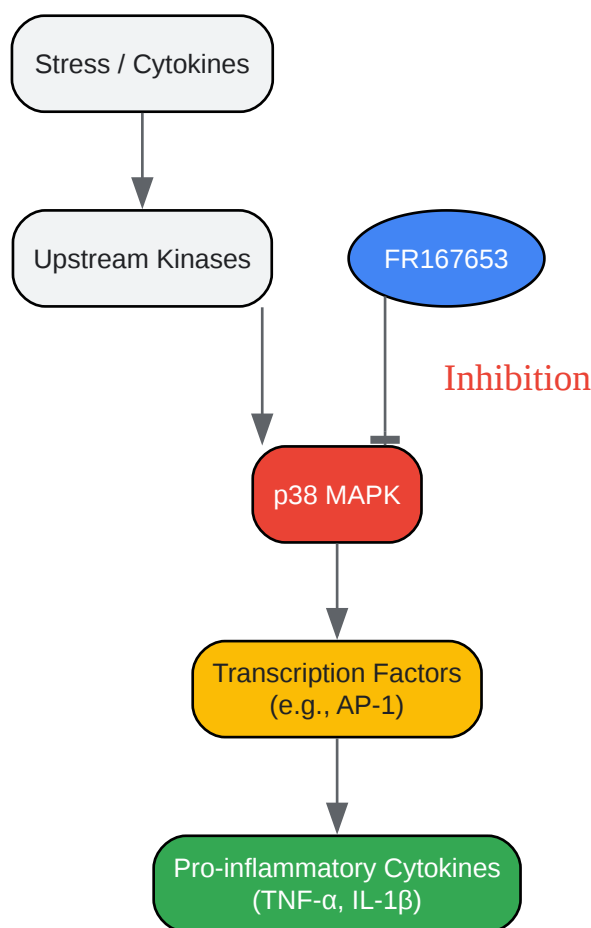 Stress / Cytokines
Upstream Kinases
FR167653
Inhibition
p38 MAPK
Transcription Factors
(e.g., AP-1)
Pro-inflammatory Cytokines
(TNF-α, IL-1β)